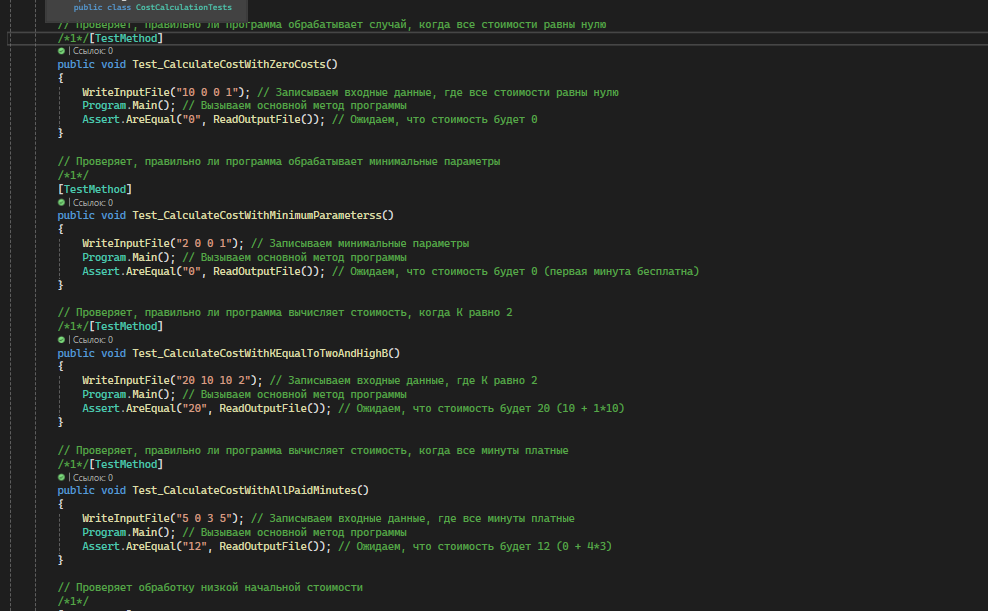 public class CostCalculationTests
// Проверяет, правильно ли программа обрабатывает случай, когда все стоимости равны нулю
/*1*/[TestMethod]
| Ссылок: 0
public void Test_CalculateCostWithZeroCosts()
{
WriteInputFile("10 0 0 1"); // Записываем входные данные, где все стоимости равны нулю
Program.Main(); // Вызываем основной метод программы
Assert.AreEqual("0", ReadOutputFile()); // Ожидаем, что стоимость будет 0
}
// Проверяет, правильно ли программа обрабатывает минимальные параметры
/*1*/
[TestMethod]
| Ссылок: 0
public void Test_CalculateCostWithMinimumParameterss()
{
WriteInputFile("2 0 0 1"); // Записываем минимальные параметры
Program.Main(); // Вызываем основной метод программы
Assert.AreEqual("0", ReadOutputFile()); // Ожидаем, что стоимость будет 0 (первая минута бесплатна)
}
// Проверяет, правильно ли программа вычисляет стоимость, когда К равно 2
/*1*/[TestMethod]
| Ссылок: 0
public void Test_CalculateCostWithKEqualToTwoAndHighB()
{
WriteInputFile("20 10 10 2"); // Записываем входные данные, где К равно 2
Program.Main(); // Вызываем основной метод программы
Assert.AreEqual("20", ReadOutputFile()); // Ожидаем, что стоимость будет 20 (10 + 1*10)
}
// Проверяет, правильно ли программа вычисляет стоимость, когда все минуты платные
/*1*/[TestMethod]
| Ссылок: 0
public void Test_CalculateCostWithAllPaidMinutes()
{
WriteInputFile("5 0 3 5"); // Записываем входные данные, где все минуты платные
Program.Main(); // Вызываем основной метод программы
Assert.AreEqual("12", ReadOutputFile()); // Ожидаем, что стоимость будет 12 (0 + 4*3)
}
// Проверяет обработку низкой начальной стоимости
/*1*/